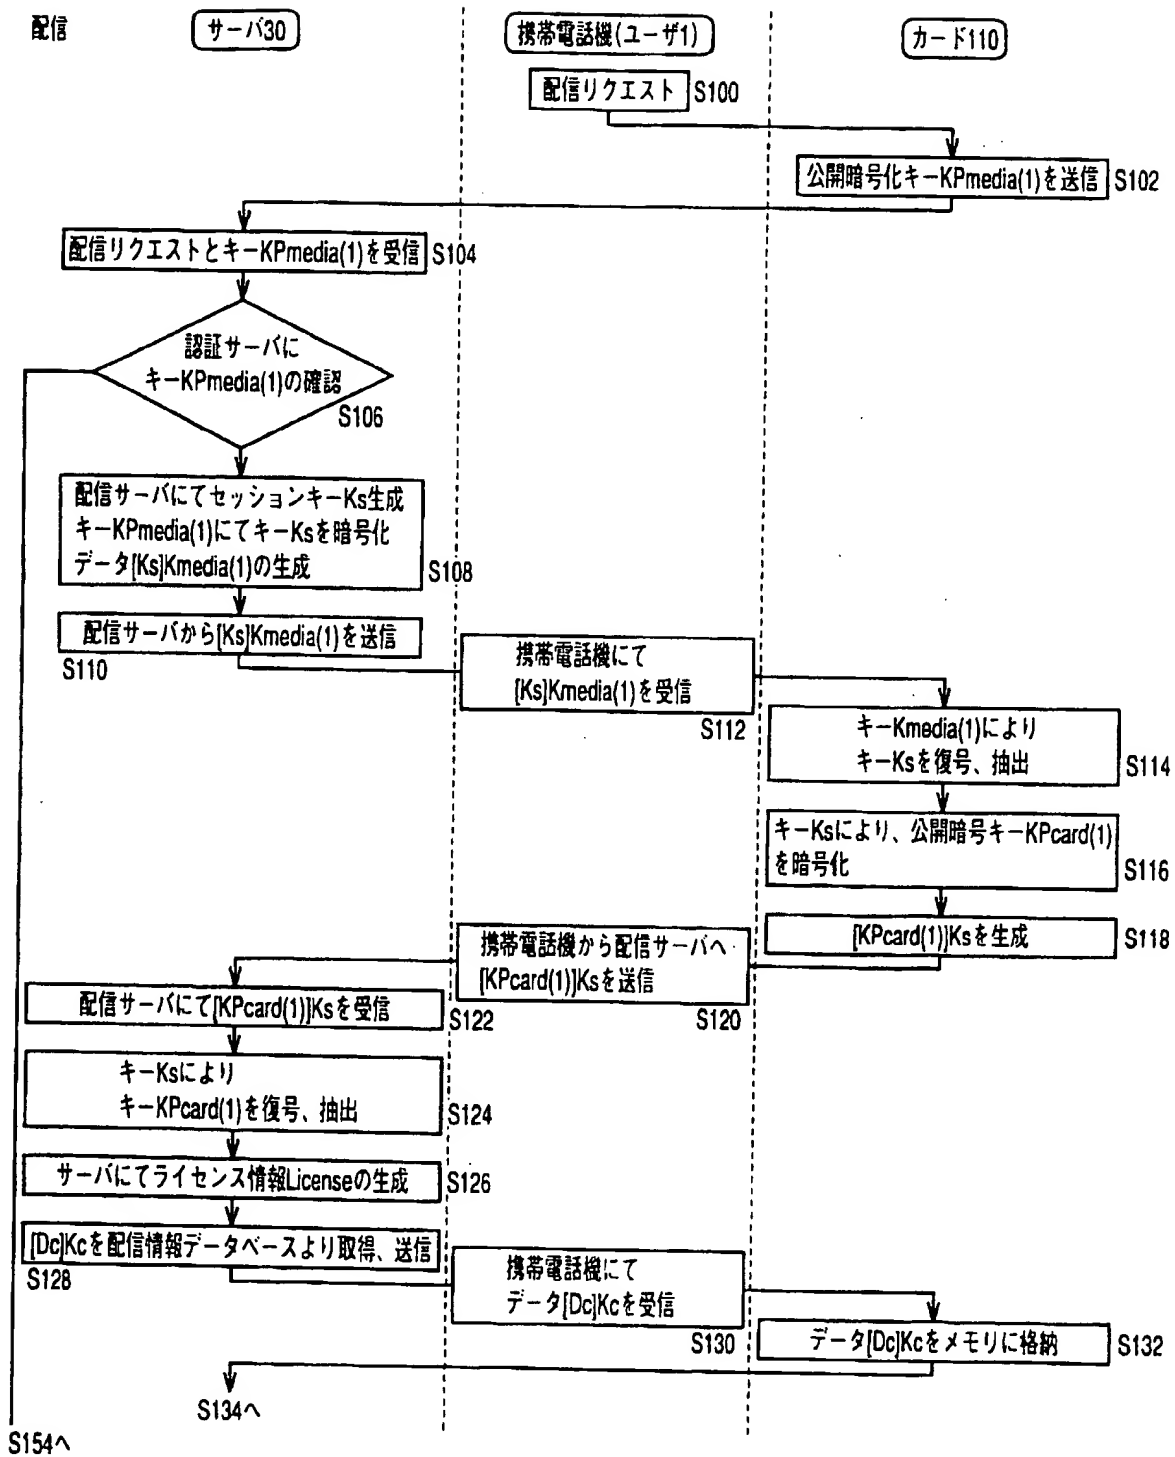 配信
サーバ30
携帯電話機(ユーザ1)
カード110
配信リクエスト
S100
公開暗号化キーKPmedia(1)を送信
S102
配信リクエストとキーKPmedia(1)を受信
S104
認証サーバに
キーKPmedia(1)の確認
S106
配信サーバにてセッションキーKs生成
キーKPmedia(1)にてキーKsを暗号化
データ[Ks]Kmedia(1)の生成
S108
配信サーバから[Ks]Kmedia(1)を送信
S110
携帯電話機にて
[Ks]Kmedia(1)を受信
S112
キーKmedia(1)により
キーKsを復号、抽出
S114
キーKsにより、公開暗号キーKPcard(1)
を暗号化
S116
[KPcard(1)]Ksを生成
S118
携帯電話機から配信サーバへ
[KPcard(1)]Ksを送信
S120
配信サーバにて[KPcard(1)]Ksを受信
S122
キーKsにより
キーKPcard(1)を復号、抽出
S124
サーバにてライセンス情報Licenseの生成
S126
[Dc]Kcを配信情報データベースより取得、送信
S128
携帯電話機にて
データ[Dc]Kcを受信
S130
データ[Dc]Kcをメモリに格納
S132
S134へ
S154へ